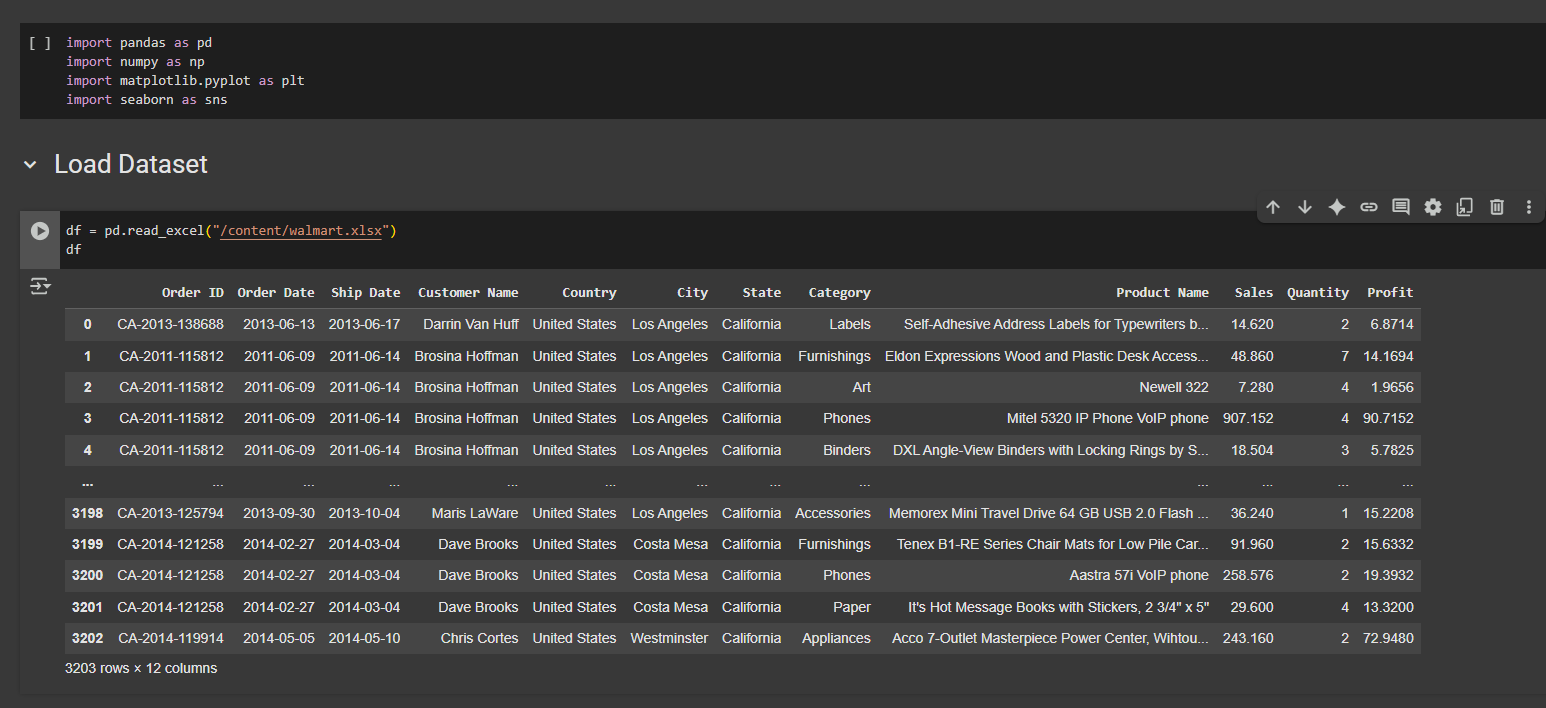 [ ] import pandas as pd
import numpy as np
import matplotlib.pyplot as plt
import seaborn as sns
Load Dataset
df = pd.read_excel("/content/walmart.xlsx")
df
Order ID Order Date Ship Date Customer Name Country City State Category Product Name Sales Quantity Profit
0 CA-2013-138688 2013-06-13 2013-06-17 Darrin Van Huff United States Los Angeles California Labels Self-Adhesive Address Labels for Typewriters b... 14.620 2 6.8714
1 CA-2011-115812 2011-06-09 2011-06-14 Brosina Hoffman United States Los Angeles California Furnishings Eldon Expressions Wood and Plastic Desk Access... 48.860 7 14.1694
2 CA-2011-115812 2011-06-09 2011-06-14 Brosina Hoffman United States Los Angeles California Art Newell 322 7.280 4 1.9656
3 CA-2011-115812 2011-06-09 2011-06-14 Brosina Hoffman United States Los Angeles California Phones Mitel 5320 IP Phone VoIP phone 907.152 4 90.7152
4 CA-2011-115812 2011-06-09 2011-06-14 Brosina Hoffman United States Los Angeles California Binders DXL Angle-View Binders with Locking Rings by S... 18.504 3 5.7825
... ... ... ... ... ... ... ... ... ... ... ... ...
3198 CA-2013-125794 2013-09-30 2013-10-04 Maris LaWare United States Los Angeles California Accessories Memorex Mini Travel Drive 64 GB USB 2.0 Flash ... 36.240 1 15.2208
3199 CA-2014-121258 2014-02-27 2014-03-04 Dave Brooks United States Costa Mesa California Furnishings Tenex B1-RE Series Chair Mats for Low Pile Car... 91.960 2 15.6332
3200 CA-2014-121258 2014-02-27 2014-03-04 Dave Brooks United States Costa Mesa California Phones Aastra 57i VoIP phone 258.576 2 19.3932
3201 CA-2014-121258 2014-02-27 2014-03-04 Dave Brooks United States Costa Mesa California Paper It's Hot Message Books with Stickers, 2 3/4" x 5" 29.600 4 13.3200
3202 CA-2014-119914 2014-05-05 2014-05-10 Chris Cortes United States Westminster California Appliances Acco 7-Outlet Masterpiece Power Center, Wihtou... 243.160 2 72.9480
3203 rows × 12 columns